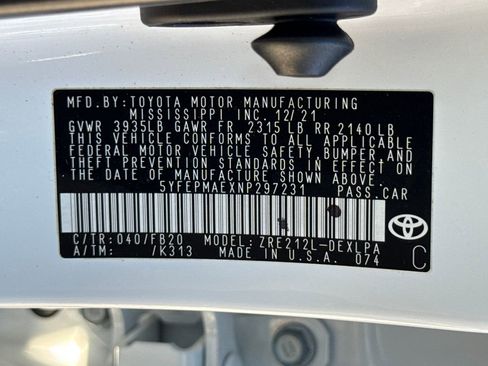 MFD.BY:TOYOTA MOTOR MANUFACTURING
MISSISSIPPI INC. 12/21
GVWR 3935LB GAWR FR 2315 LB RR 2140 LB
THIS VEHICLE CONFORMS TO ALL APPLICABLE
FEDERAL MOTOR VEHICLE SAFETY, BUMPER, AND
THEFT PREVENTION STANDARDS IN EFFECT ON
THE DATE OF MANUFACTURE SHOWN ABOVE.
5YFEPMAEXNP297231 PASS.CAR
C/TR: 040/FB20 MODEL: ZRE212L-DEXLPA
A/TM: /K313 MADE IN U.S.A. 074
C